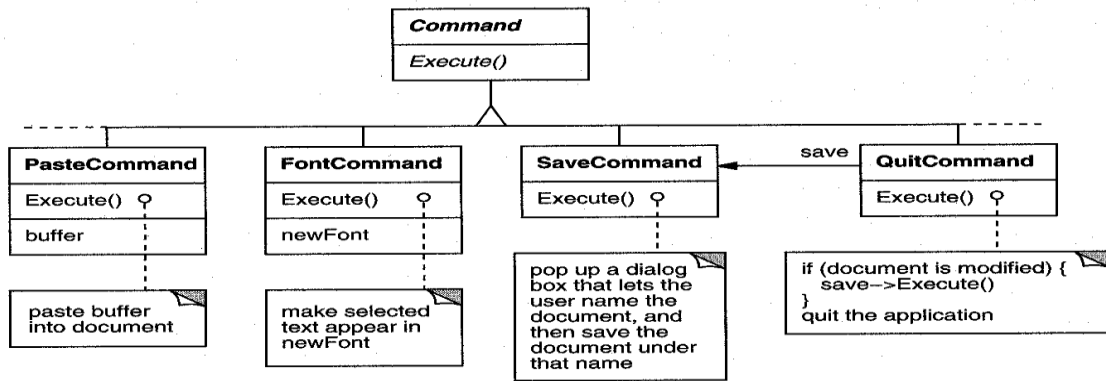 Command
Execute()
PasteCommand
Execute()
buffer
paste buffer
into document
FontCommand
Execute()
newFont
make selected
text appear in
newFont
SaveCommand
Execute()
pop up a dialog
box that lets the
user name the
document, and
then save the
document under
that name
save
QuitCommand
Execute()
if (document is modified) {
save->Execute()
}
quit the application